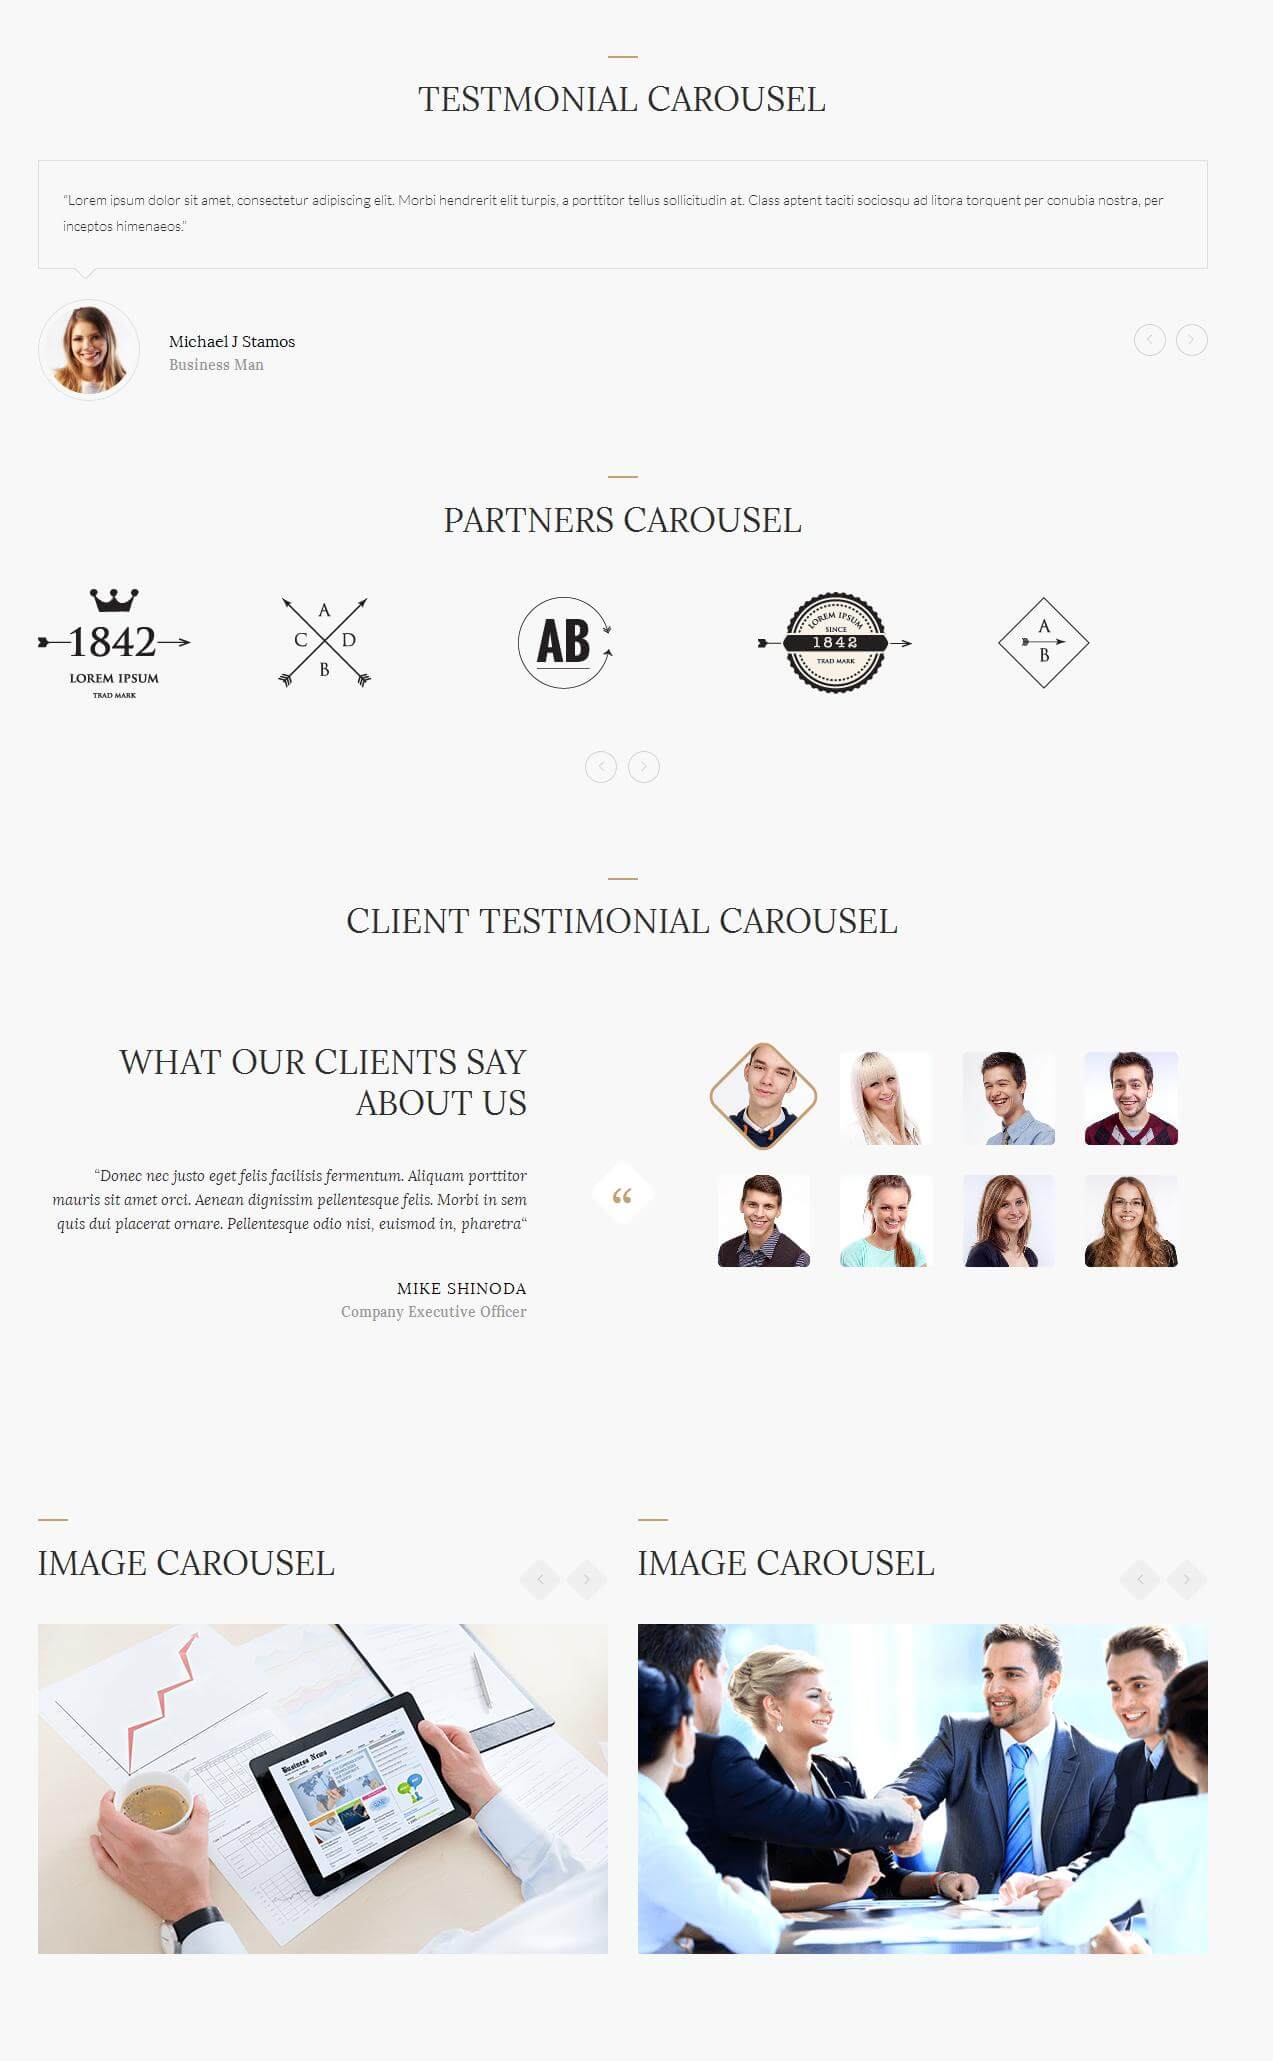 TESTMONIAL CAROUSEL
“Lorem ipsum dolor sit amet, consectetur adipiscing elit. Morbi hendrerit elit turpis, a porttitor tellus sollicitudin at. Class aptent taciti sociosqu ad litora torquent per conubia nostra, per
inceptos himenaeos.”
Michael J Stamos
Business Man
PARTNERS CAROUSEL
1842
LOREM IPSUM
TRAD MARK
A
C D
B
AB
LOREM IPSUM
SINCE
1842
TRAD MARK
A
B
CLIENT TESTIMONIAL CAROUSEL
WHAT OUR CLIENTS SAY
ABOUT US
“Donec nec justo eget felis facilisis fermentum. Aliquam porttitor
mauris sit amet orci. Aenean dignissim pellentesque felis. Morbi in sem
quis dui placerat ornare. Pellentesque odio nisi, euismod in, pharetra“
“
MIKE SHINODA
Company Executive Officer
IMAGE CAROUSEL
IMAGE CAROUSEL
Business News